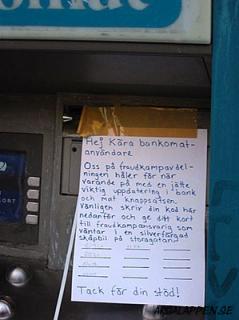 Hej Kära bankomat-
användare
Oss på fraudkampavdel-
ningen håler för när
varande på med en jätte
viktig uppdatering i bank
och mat knappsatsen.
Vänligen skriv din kod här
nedanför och ge ditt kort
till fraudkampansvarig som
väntar i en silverfärgad
skåpbil på storgatan.
Tack för din stöd!
ARGALAPPEN.SE